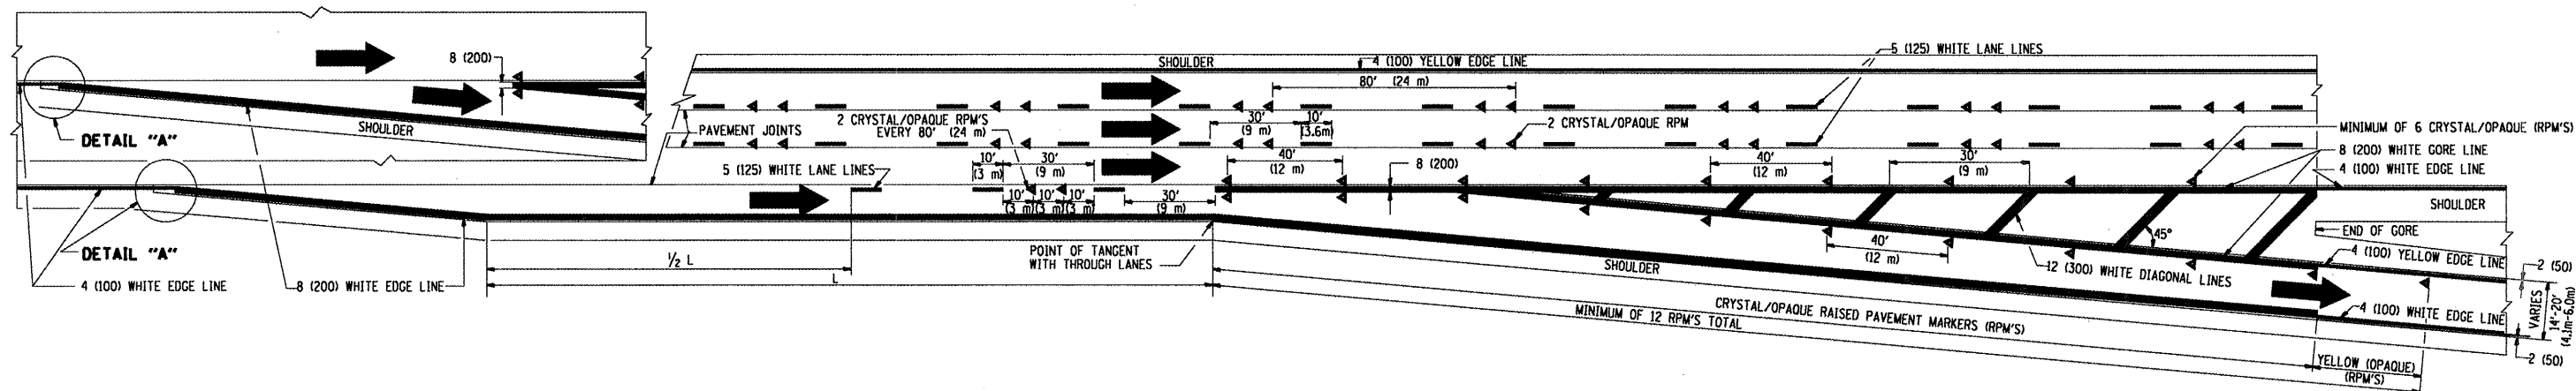 8 (200)
SHOULDER
DETAIL "A"
SHOULDER
4 (100) YELLOW EDGE LINE
5 (125) WHITE LANE LINES
80' (24 m)
PAVEMENT JOINTS
2 CRYSTAL/OPAQUE RPM'S
EVERY 80' (24 m)
30'
(9 m)
10'
(3.6m)
2 CRYSTAL/OPAQUE RPM
MINIMUM OF 6 CRYSTAL/OPAQUE (RPM'S)
8 (200) WHITE GORE LINE
4 (100) WHITE EDGE LINE
5 (125) WHITE LANE LINES
10'
(3 m)
30'
(9 m)
40'
(12 m)
8 (200)
40'
(12 m)
30'
(9 m)
10'
(3 m)
10'
(3 m)
10'
(3 m)
30'
(9 m)
SHOULDER
END OF GORE
45°
40'
(12 m)
DETAIL "A"
POINT OF TANGENT
WITH THROUGH LANES
SHOULDER
12 (300) WHITE DIAGONAL LINES
4 (100) YELLOW EDGE LINE
2 (50)
1/2 L
L
4 (100) WHITE EDGE LINE
8 (200) WHITE EDGE LINE
CRYSTAL/OPAQUE RAISED PAVEMENT MARKERS (RPM'S)
MINIMUM OF 12 RPM'S TOTAL
4 (100) WHITE EDGE LINE
VARIES
14'-20'
(4.1m-6.0m)
2 (50)
YELLOW (OPAQUE)
(RPM'S)